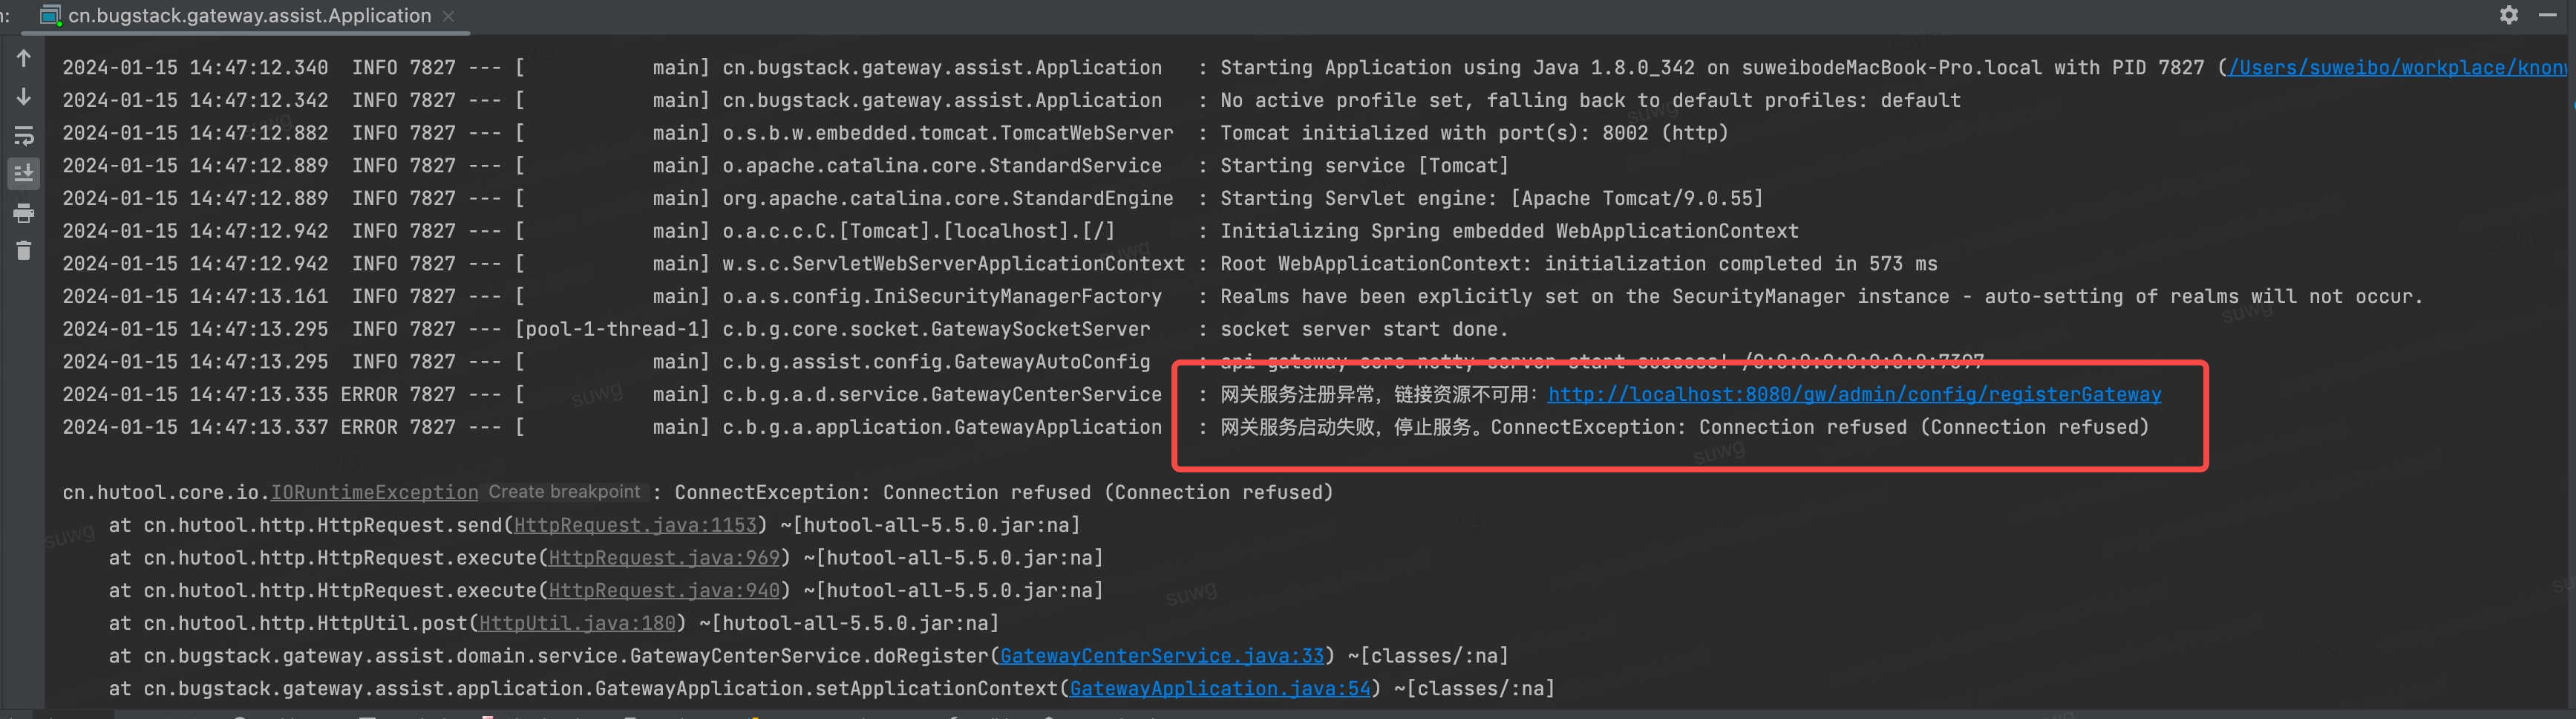 cn.bugstack.gateway.assist.Application
2024-01-15 14:47:12.340  INFO 7827 --- [           main] cn.bugstack.gateway.assist.Application   : Starting Application using Java 1.8.0_342 on suweibodeMacBook-Pro.local with PID 7827 (/Users/suweibo/workplace/
2024-01-15 14:47:12.342  INFO 7827 --- [           main] cn.bugstack.gateway.assist.Application   : No active profile set, falling back to default profiles: default
2024-01-15 14:47:12.882  INFO 7827 --- [           main] o.s.b.w.embedded.tomcat.TomcatWebServer  : Tomcat initialized with port(s): 8002 (http)
2024-01-15 14:47:12.889  INFO 7827 --- [           main] o.apache.catalina.core.StandardService   : Starting service [Tomcat]
2024-01-15 14:47:12.889  INFO 7827 --- [           main] org.apache.catalina.core.StandardEngine  : Starting Servlet engine: [Apache Tomcat/9.0.55]
2024-01-15 14:47:12.942  INFO 7827 --- [           main] o.a.c.c.C.[Tomcat].[localhost].[/]       : Initializing Spring embedded WebApplicationContext
2024-01-15 14:47:12.942  INFO 7827 --- [           main] w.s.c.ServletWebServerApplicationContext : Root WebApplicationContext: initialization completed in 573 ms
2024-01-15 14:47:13.161  INFO 7827 --- [           main] o.a.s.config.IniSecurityManagerFactory   : Realms have been explicitly set on the SecurityManager instance - auto-setting of realms will not occur.
2024-01-15 14:47:13.295  INFO 7827 --- [pool-1-thread-1] c.b.g.core.socket.GatewaySocketServer    : socket server start done.
2024-01-15 14:47:13.295  INFO 7827 --- [           main] c.b.g.assist.config.GatewayAutoConfig    : api gateway core netty server start success! /0:0:0:0:0:0:0:0:7397
2024-01-15 14:47:13.335 ERROR 7827 --- [           main] c.b.g.a.d.service.GatewayCenterService   : 网关服务注册异常，链接资源不可用：http://localhost:8080/gw/admin/config/registerGateway
2024-01-15 14:47:13.337 ERROR 7827 --- [           main] c.b.g.a.application.GatewayApplication   : 网关服务启动失败，停止服务。ConnectException: Connection refused (Connection refused)
cn.hutool.core.io.IORuntimeException Create breakpoint : ConnectException: Connection refused (Connection refused)
at cn.hutool.http.HttpRequest.send(HttpRequest.java:1153) ~[hutool-all-5.5.0.jar:na]
at cn.hutool.http.HttpRequest.execute(HttpRequest.java:969) ~[hutool-all-5.5.0.jar:na]
at cn.hutool.http.HttpRequest.execute(HttpRequest.java:940) ~[hutool-all-5.5.0.jar:na]
at cn.hutool.http.HttpUtil.post(HttpUtil.java:180) ~[hutool-all-5.5.0.jar:na]
at cn.bugstack.gateway.assist.domain.service.GatewayCenterService.doRegister(GatewayCenterService.java:33) ~[classes/:na]
at cn.bugstack.gateway.assist.application.GatewayApplication.setApplicationContext(GatewayApplication.java:54) ~[classes/:na]
suwg